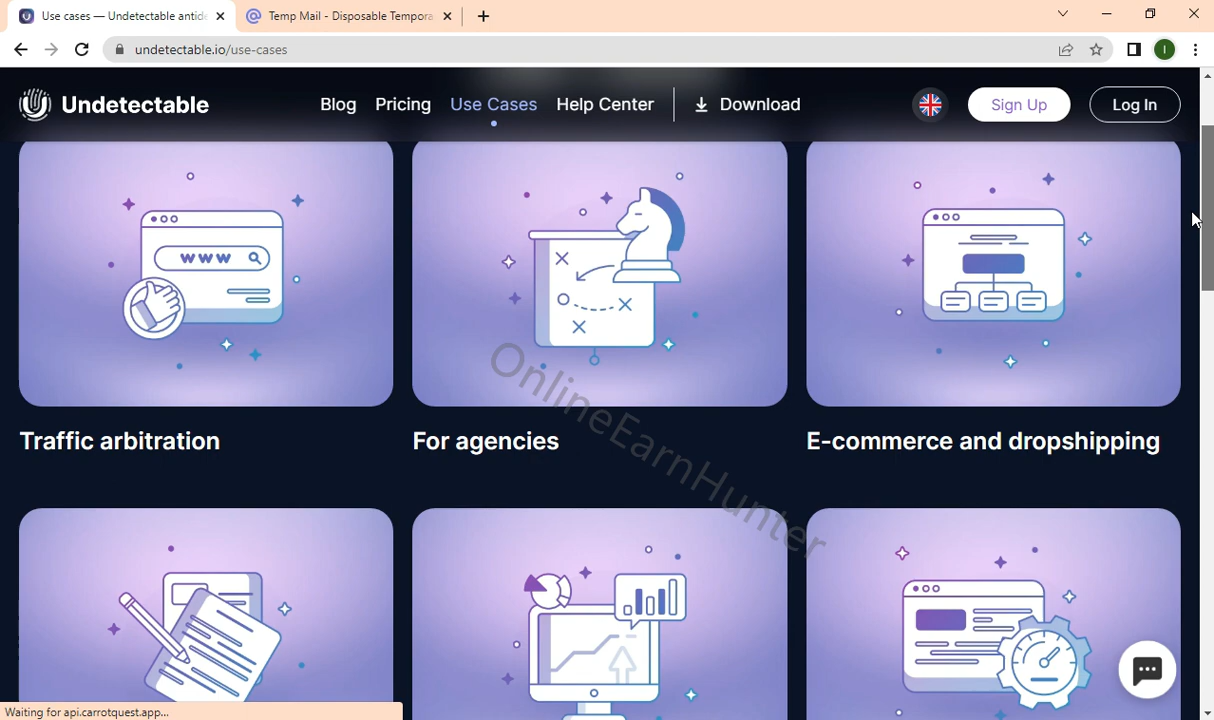 Use cases — Undetectable antide
Temp Mail - Disposable Tempora
undetectable.io/use-cases
I
Undetectable
Blog
Pricing
Use Cases
Help Center
Download
Sign Up
Log In
www
Traffic arbitration
For agencies
E-commerce and dropshipping
OnlineEarnHunter
Waiting for api.carrotquest.app...